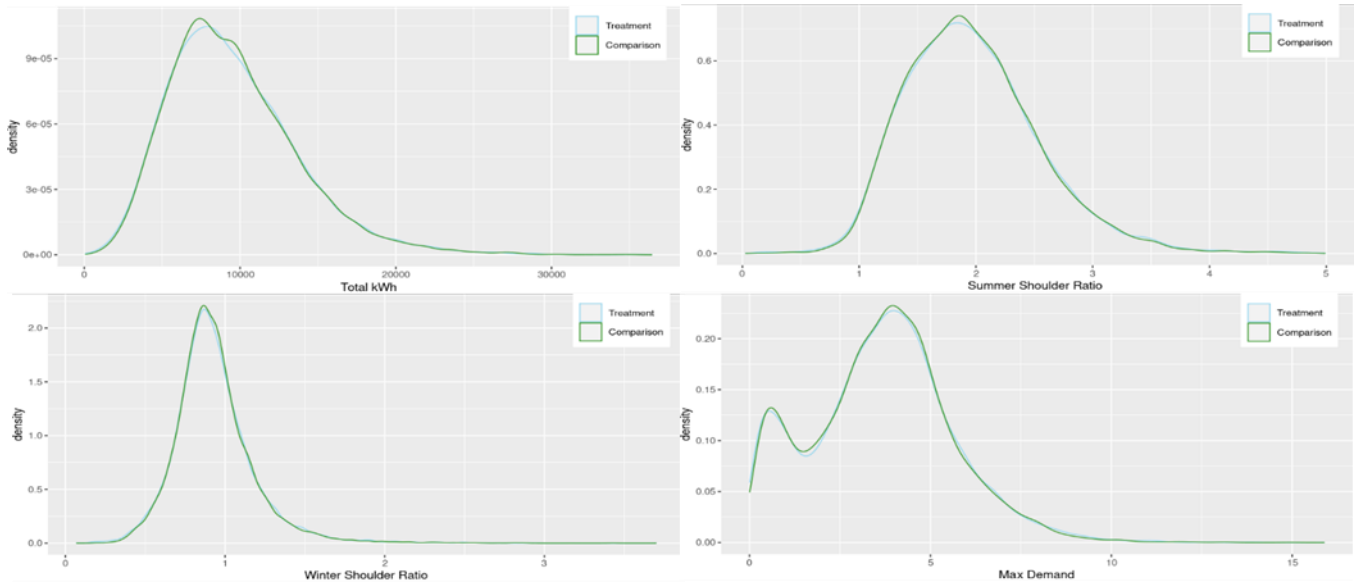 Treatment
Comparison
9e-05
6e-05
3e-05
0e+00
density
0
10000
20000
30000
Total kWh
Treatment
Comparison
0.6
0.4
0.2
0.0
density
0
1
2
3
4
5
Summer Shoulder Ratio
Treatment
Comparison
2.0
1.5
1.0
0.5
0.0
density
0
1
2
3
Winter Shoulder Ratio
Treatment
Comparison
0.20
0.15
0.10
0.05
0.00
density
0
5
10
15
Max Demand